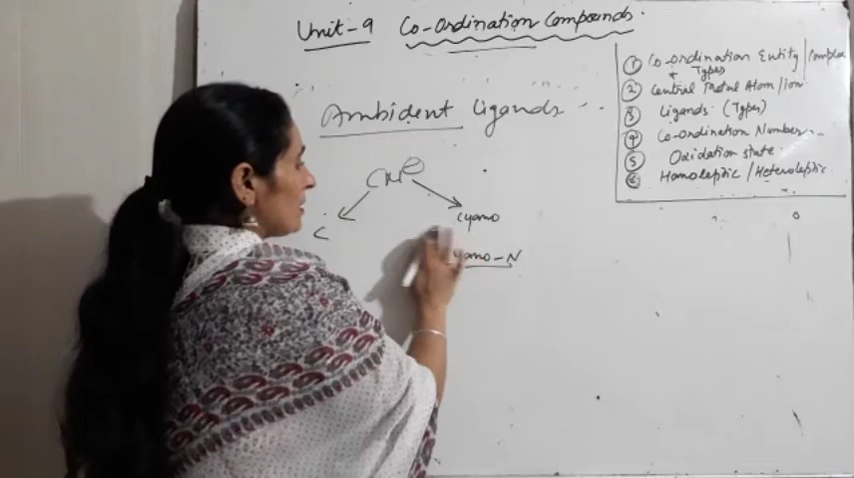 Unit-9 Co-Ordination Compounds.
① Co-ordination Entity/Complex
& Types
② Central Metal Atom/ion
③ Ligands (Types)
④ Co-ordination Number
⑤ Oxidation state
⑥ Homoleptic/Heteroleptic
Ambident Ligands
CN⊖
C
cyano
yano-N